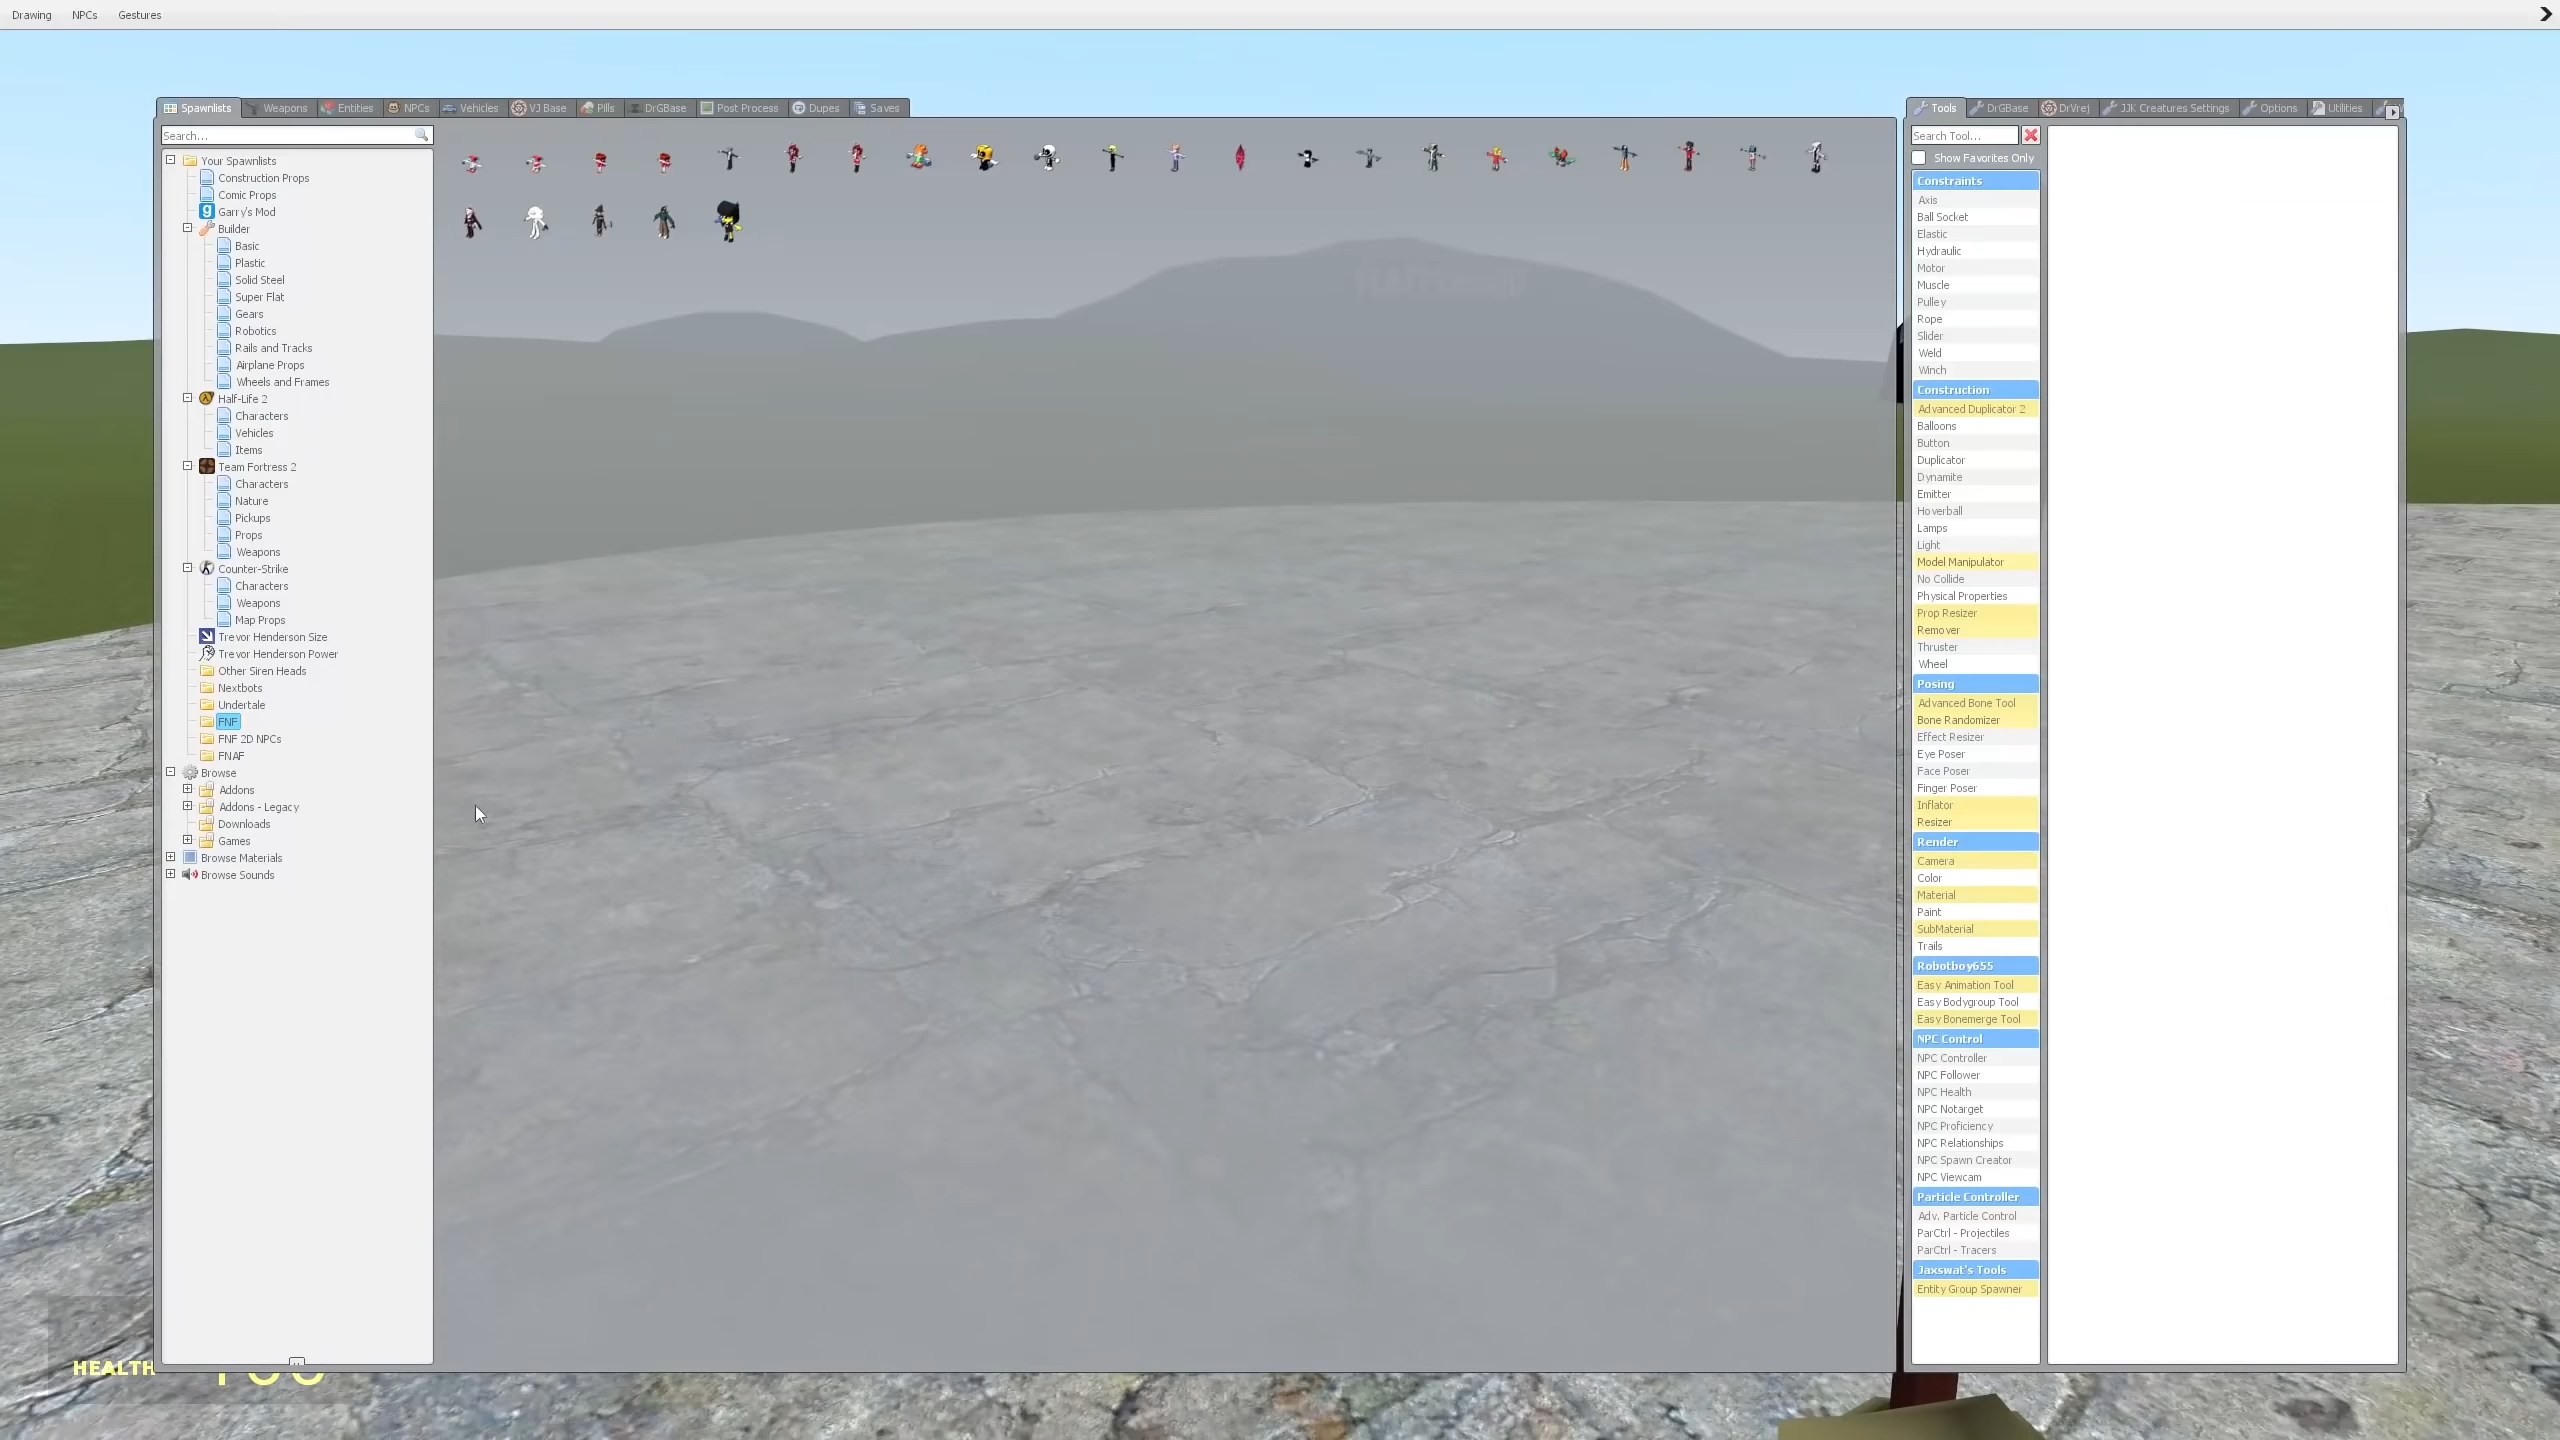 Drawing NPCs Gestures
Spawnlists Weapons Entities NPCs Vehicles VJ Base Pills DrGBase Post Process Dupes Saves
Search...
Your Spawnlists
Construction Props
Comic Props
Garry's Mod
Builder
Basic
Plastic
Solid Steel
Super Flat
Gears
Robotics
Rails and Tracks
Airplane Props
Wheels and Frames
Half-Life 2
Characters
Vehicles
Items
Team Fortress 2
Characters
Nature
Pickups
Props
Weapons
Counter-Strike
Characters
Weapons
Map Props
Trevor Henderson Size
Trevor Henderson Power
Other Siren Heads
Nextbots
Undertale
FNF
FNF 2D NPCs
FNAF
Browse
Addons
Addons - Legacy
Downloads
Games
Browse Materials
Browse Sounds
HEALTH
Tools DrGBase DrVrej JJK Creatures Settings Options Utilities
Search Tool...
Show Favorites Only
Constraints
Axis
Ball Socket
Elastic
Hydraulic
Motor
Muscle
Pulley
Rope
Slider
Weld
Winch
Construction
Advanced Duplicator 2
Balloons
Button
Duplicator
Dynamite
Emitter
Hoverball
Lamps
Light
Model Manipulator
No Collide
Physical Properties
Prop Resizer
Remover
Thruster
Wheel
Posing
Advanced Bone Tool
Bone Randomizer
Effect Resizer
Eye Poser
Face Poser
Finger Poser
Inflator
Resizer
Render
Camera
Color
Material
Paint
SubMaterial
Trails
Robotboy655
Easy Animation Tool
Easy Bodygroup Tool
Easy Bonemerge Tool
NPC Control
NPC Controller
NPC Follower
NPC Health
NPC Notarget
NPC Proficiency
NPC Relationships
NPC Spawn Creator
NPC Viewcam
Particle Controller
Adv. Particle Control
ParCtrl - Projectiles
ParCtrl - Tracers
Jaxswat's Tools
Entity Group Spawner